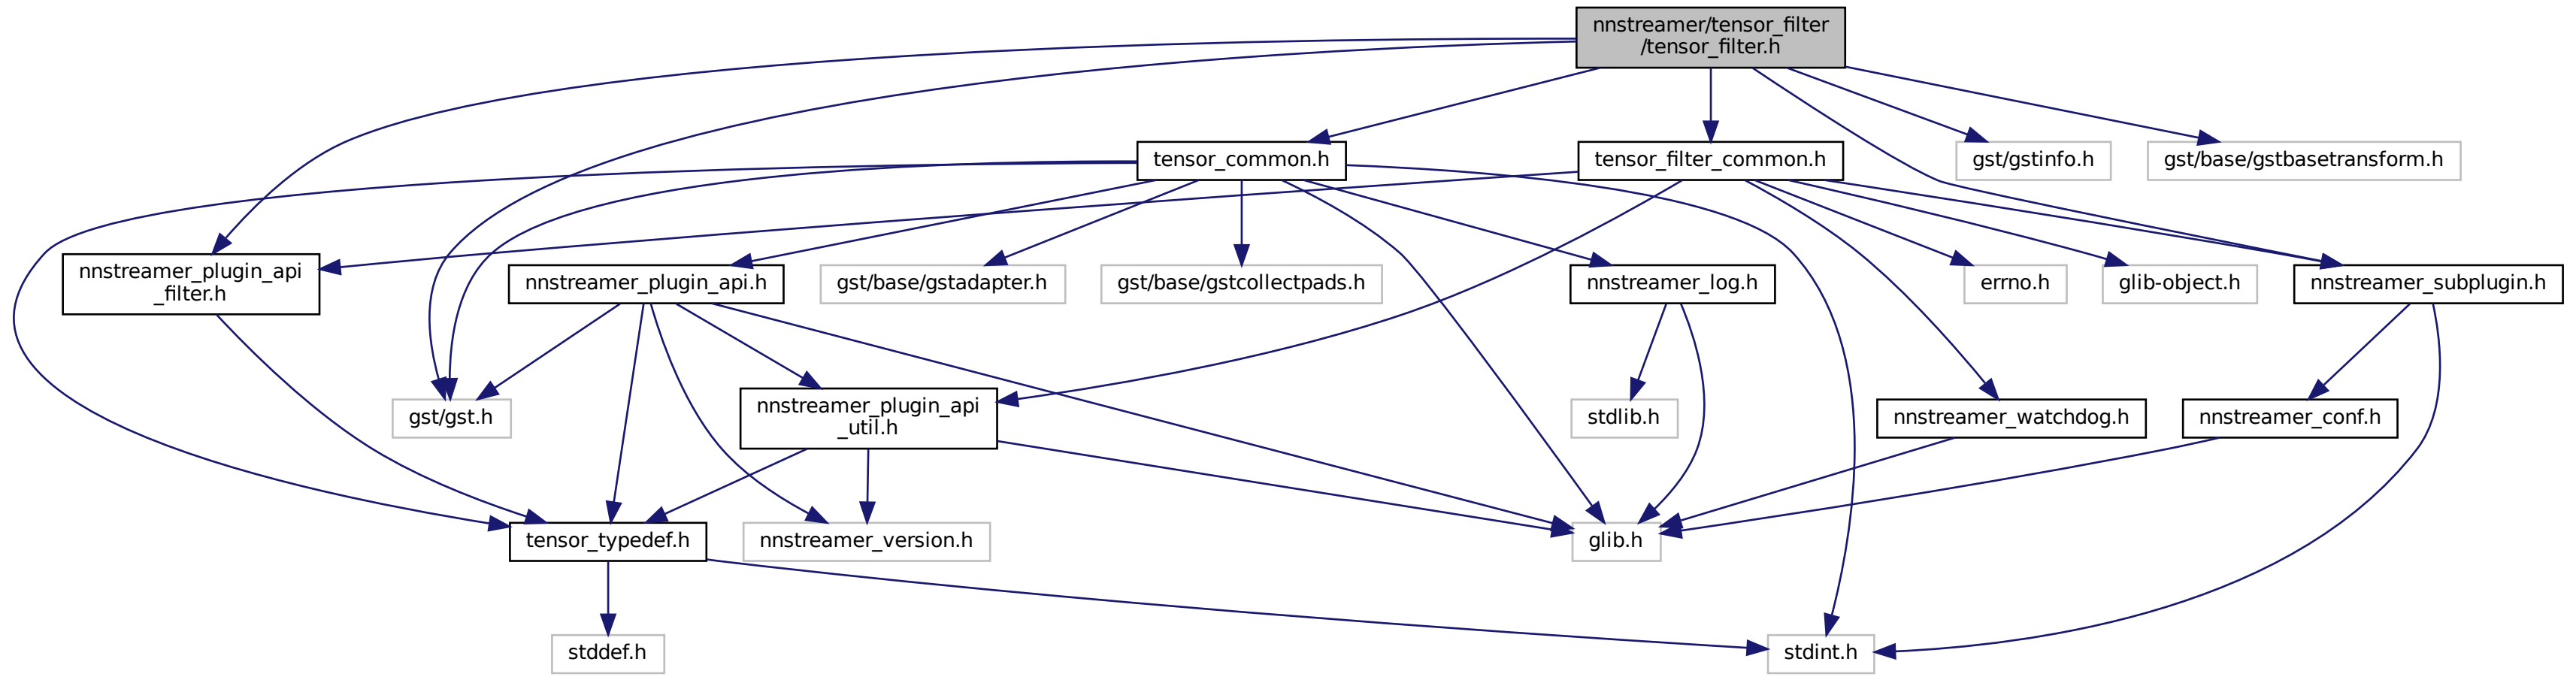 nnstreamer/tensor_filter
/tensor_filter.h
tensor_common.h
tensor_filter_common.h
gst/gstinfo.h
gst/base/gstbasetransform.h
nnstreamer_plugin_api
_filter.h
nnstreamer_plugin_api.h
gst/base/gstadapter.h
gst/base/gstcollectpads.h
nnstreamer_log.h
errno.h
glib-object.h
nnstreamer_subplugin.h
gst/gst.h
nnstreamer_plugin_api
_util.h
stdlib.h
nnstreamer_watchdog.h
nnstreamer_conf.h
tensor_typedef.h
nnstreamer_version.h
glib.h
stddef.h
stdint.h